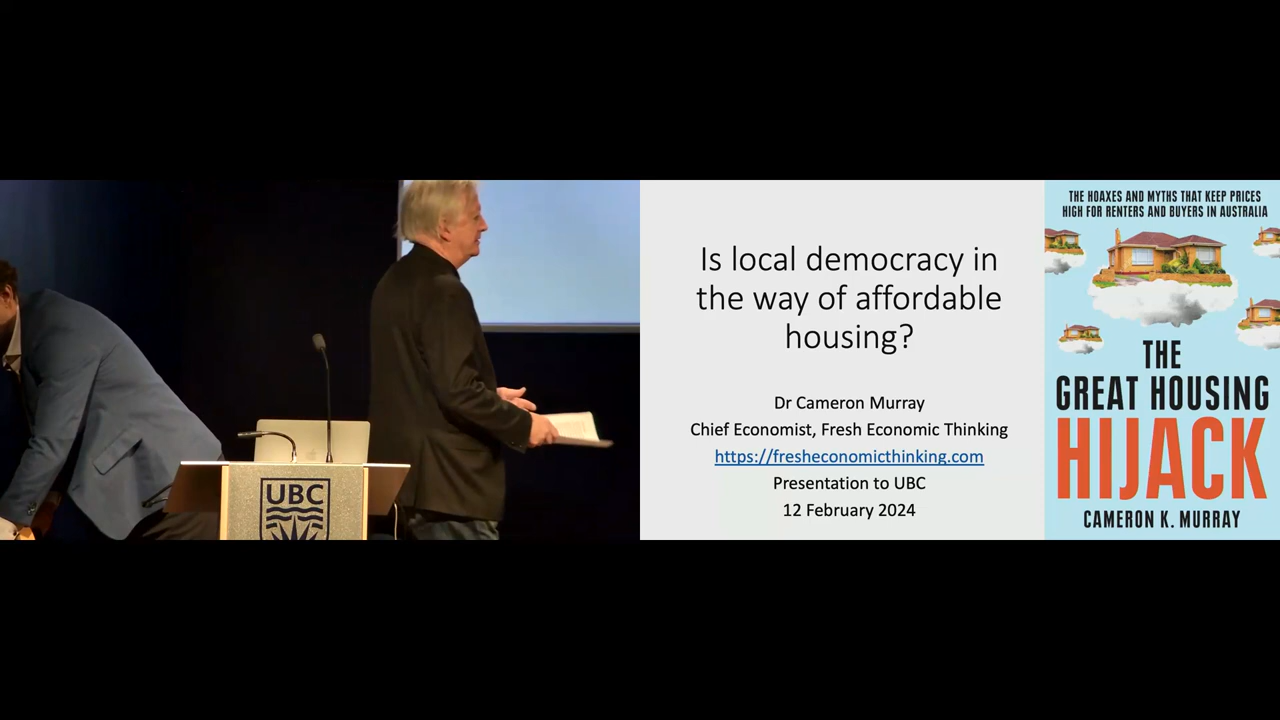 UBC
Is local democracy in
the way of affordable
housing?
Dr Cameron Murray
Chief Economist, Fresh Economic Thinking
https://fresheconomicthinking.com
Presentation to UBC
12 February 2024
THE HOAXES AND MYTHS THAT KEEP PRICES
HIGH FOR RENTERS AND BUYERS IN AUSTRALIA
THE
GREAT HOUSING
HIJACK
CAMERON K. MURRAY